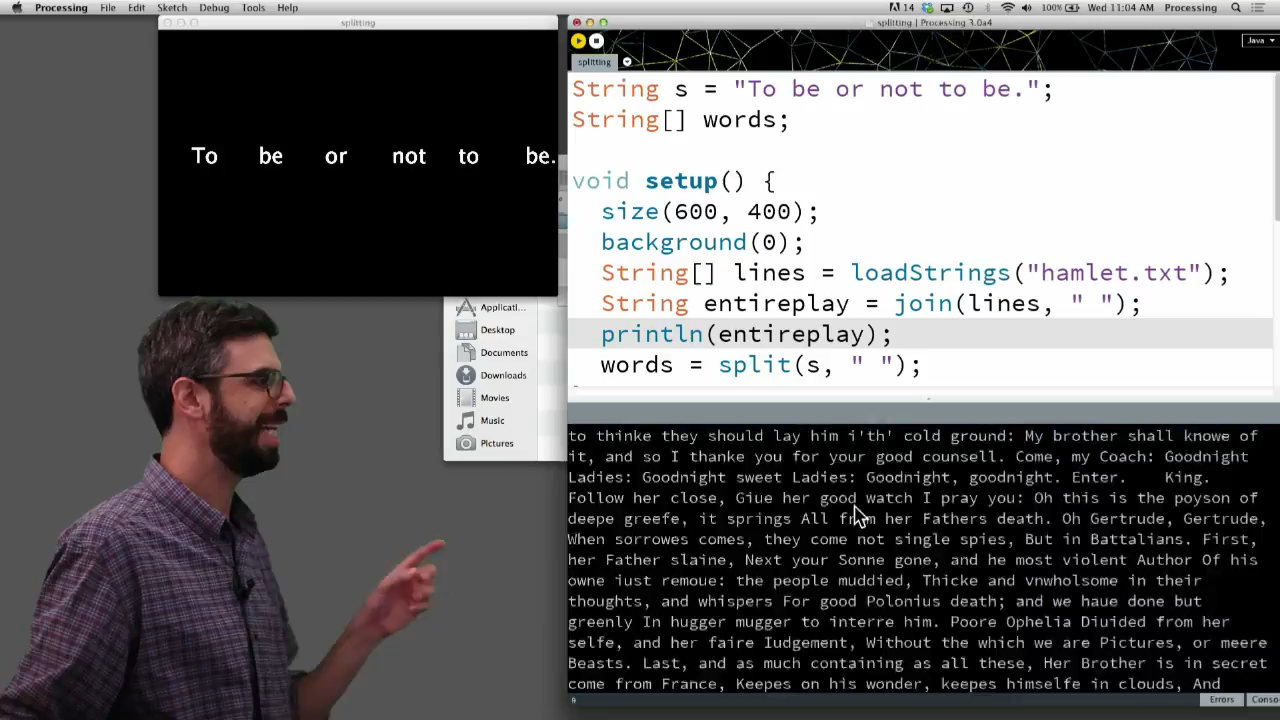 Processing File Edit Sketch Debug Tools Help
14
100%
Wed 11:04 AM Processing
splitting
splitting | Processing 3.0a4
Java
splitting
To be or not to be.
String s = "To be or not to be.";
String[] words;
void setup() {
size(600, 400);
background(0);
String[] lines = loadStrings("hamlet.txt");
String entireplay = join(lines, " ");
println(entireplay);
words = split(s, " ");
Applicati...
Desktop
Documents
Downloads
Movies
Music
Pictures
to thinke they should lay him i'th' cold ground: My brother shall knowe of
it, and so I thanke you for your good counsell. Come, my Coach: Goodnight
Ladies: Goodnight sweet Ladies: Goodnight, goodnight. Enter. King.
Follow her close, Giue her good watch I pray you: Oh this is the poyson of
deepe greefe, it springs All from her Fathers death. Oh Gertrude, Gertrude,
When sorrowes comes, they come not single spies, But in Battalians. First,
her Father slaine, Next your Sonne gone, and he most violent Author Of his
owne iust remoue: the people muddied, Thicke and vnwholsome in their
thoughts, and whispers For good Polonius death; and we haue done but
greenly In hugger mugger to interre him. Poore Ophelia Diuided from her
selfe, and her faire Iudgement, Without the which we are Pictures, or meere
Beasts. Last, and as much containing as all these, Her Brother is in secret
come from France, Keepes on his wonder, keepes himselfe in clouds, And
Errors Conso